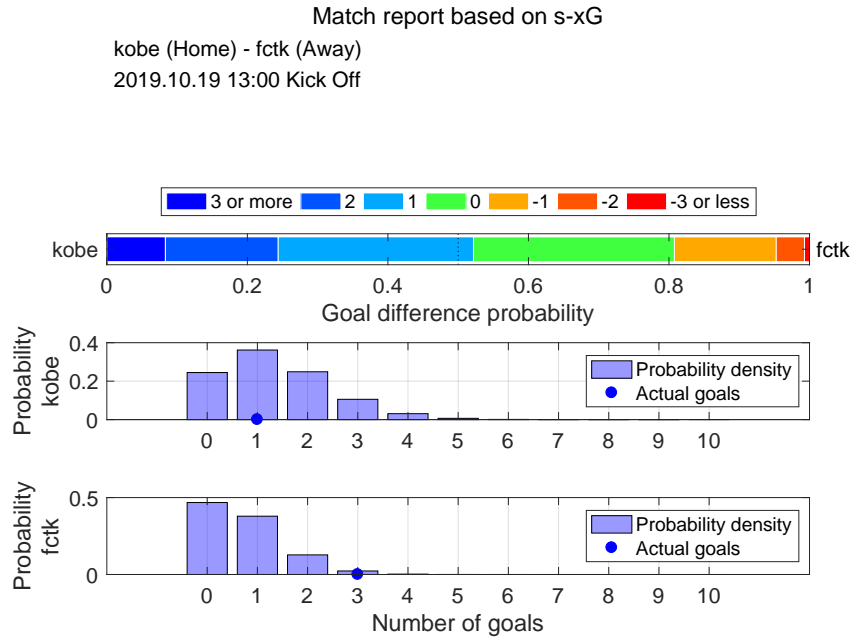 Match report based on s-xG
kobe (Home) - fctk (Away)
2019.10.19 13:00 Kick Off
3 or more 2 1 0 -1 -2 -3 or less
kobe fctk
0 0.2 0.4 0.6 0.8 1
Goal difference probability
Probability
kobe
0.4
0.2
0
Probability density
Actual goals
0 1 2 3 4 5 6 7 8 9 10
Probability
fctk
0.5
0
Probability density
Actual goals
0 1 2 3 4 5 6 7 8 9 10
Number of goals